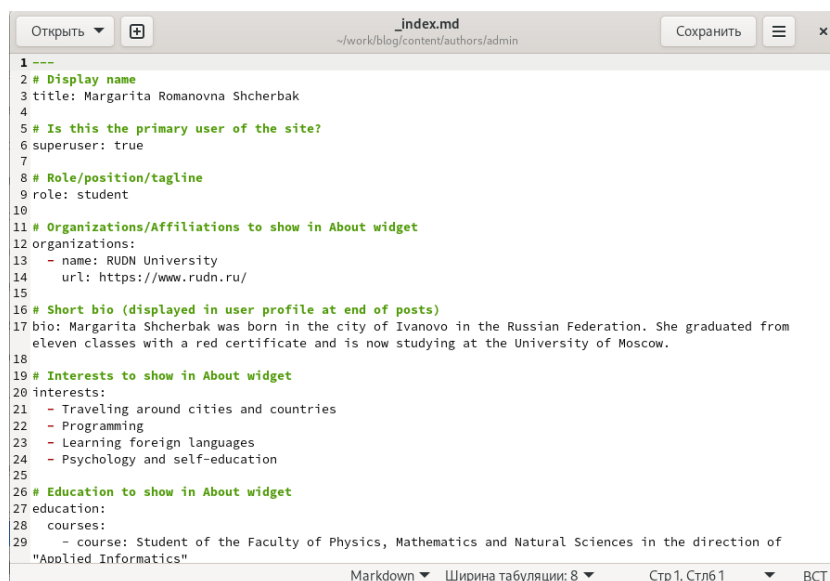 Открыть
_index.md
~/work/blog/content/authors/admin
Сохранить
1 ---
2 # Display name
3 title: Margarita Romanovna Shcherbak
4
5 # Is this the primary user of the site?
6 superuser: true
7
8 # Role/position/tagline
9 role: student
10
11 # Organizations/Affiliations to show in About widget
12 organizations:
13   - name: RUDN University
14     url: https://www.rudn.ru/
15
16 # Short bio (displayed in user profile at end of posts)
17 bio: Margarita Shcherbak was born in the city of Ivanovo in the Russian Federation. She graduated from
eleven classes with a red certificate and is now studying at the University of Moscow.
18
19 # Interests to show in About widget
20 interests:
21   - Traveling around cities and countries
22   - Programming
23   - Learning foreign languages
24   - Psychology and self-education
25
26 # Education to show in About widget
27 education:
28   courses:
29     - course: Student of the Faculty of Physics, Mathematics and Natural Sciences in the direction of
"Applied Informatics"
Markdown Ширина табуляции: 8 Стр 1, Стлб 1 ВСТ